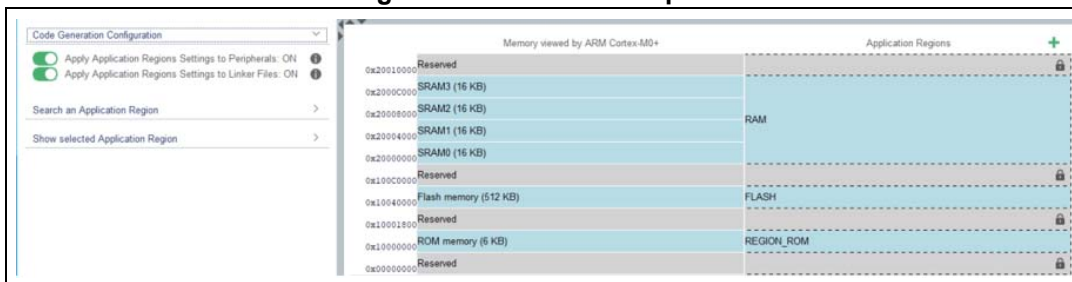 Code Generation Configuration
Apply Application Regions Settings to Peripherals: ON
Apply Application Regions Settings to Linker Files: ON
Search an Application Region
Show selected Application Region
Memory viewed by ARM Cortex-M0+ Application Regions
0x20010000 Reserved
0x2000C000 SRAM3 (16 KB)
0x20008000 SRAM2 (16 KB)
RAM
0x20004000 SRAM1 (16 KB)
0x20000000 SRAM0 (16 KB)
0x100C0000 Reserved
0x10040000 Flash memory (512 KB) FLASH
0x10001800 Reserved
0x10000000 ROM memory (6 KB) REGION_ROM
0x00000000 Reserved